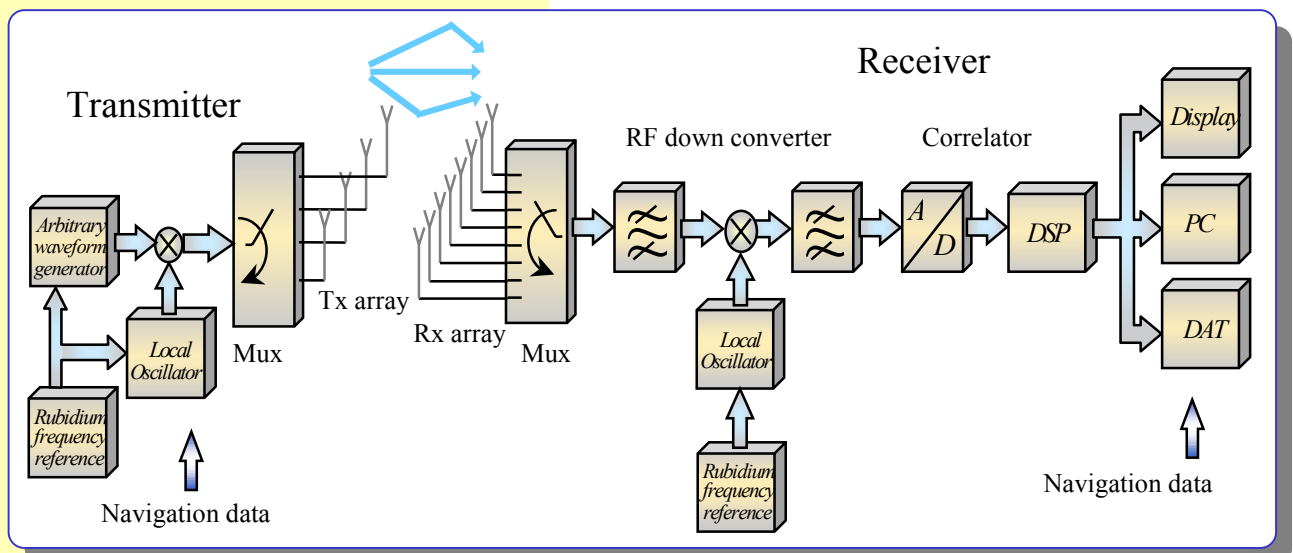 Transmitter
Receiver
RF down converter
Correlator
Arbitrary
waveform
generator
Local
Oscillator
Rubidium
frequency
reference
Navigation data
Mux
Tx array
Rx array
Mux
Local
Oscillator
Rubidium
frequency
reference
A
D
DSP
Display
PC
DAT
Navigation data